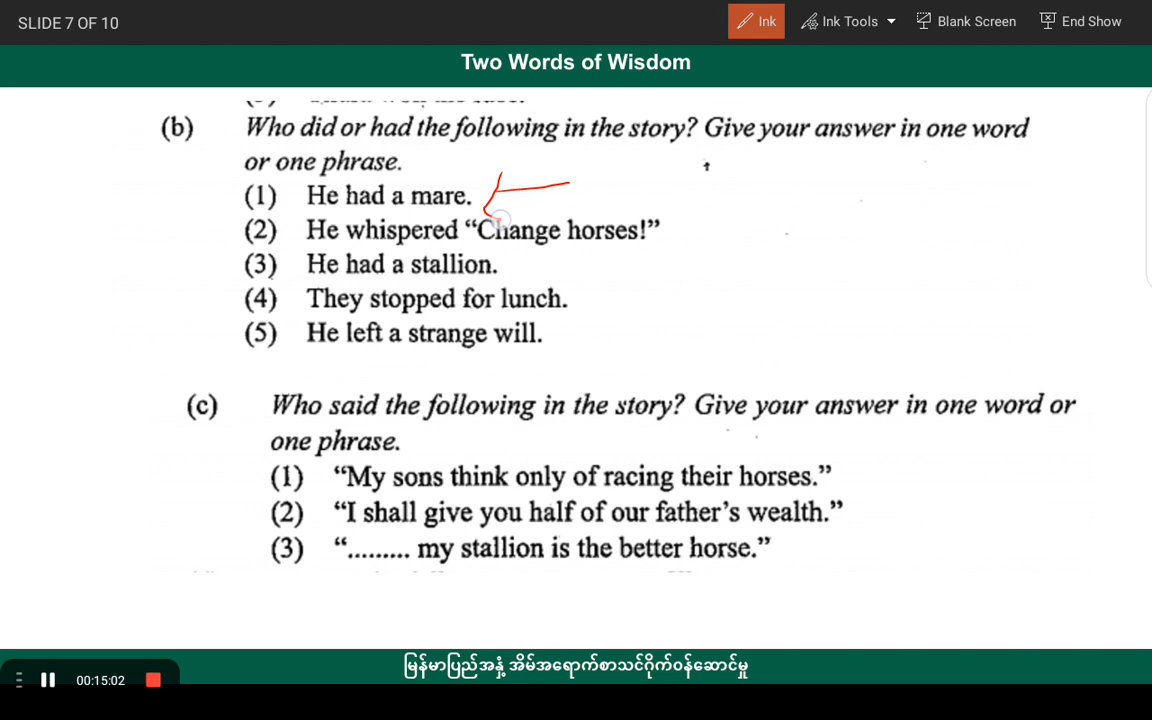 SLIDE 7 OF 10
Ink
Ink Tools
Blank Screen
End Show
Two Words of Wisdom
(b) Who did or had the following in the story? Give your answer in one word
or one phrase.
(1) He had a mare.
(2) He whispered “Change horses!”
(3) He had a stallion.
(4) They stopped for lunch.
(5) He left a strange will.
(c) Who said the following in the story? Give your answer in one word or
one phrase.
(1) “My sons think only of racing their horses.”
(2) “I shall give you half of our father’s wealth.”
(3) “......... my stallion is the better horse.”
မြန်မာပြည်အနှံ့ အိမ်အရောက်စာသင်ဂိုက်ဝန်ဆောင်မှု
00:15:02